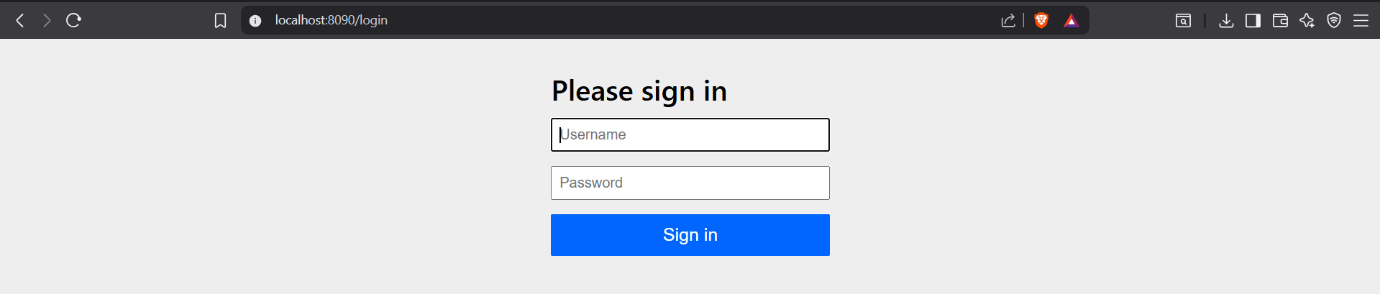 localhost:8090/login
Please sign in
Username
Password
Sign in